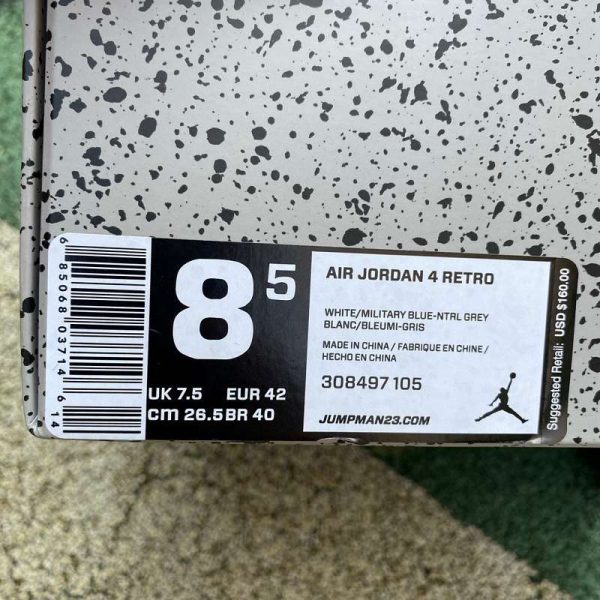 6 85068 03714 614
8 5
UK 7.5 EUR 42
cm 26.5 BR 40
AIR JORDAN 4 RETRO
WHITE/MILITARY BLUE-NTRL GREY
BLANC/BLEUMI-GRIS
MADE IN CHINA / FABRIQUE EN CHINE /
HECHO EN CHINA
308497 105
JUMPMAN23.COM
Suggested Retail: USD $160.00